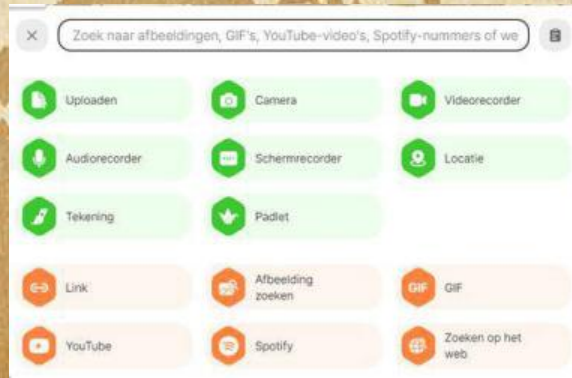 Zoek naar afbeeldingen, GIF's, YouTube-video's, Spotify-nummers of we
Uploaden
Camera
Videorecorder
Audiorecorder
Schermrecorder
Locatie
Tekening
Padlet
Link
Afbeelding
zoeken
GIF
GIF
YouTube
Spotify
Zoeken op het
web